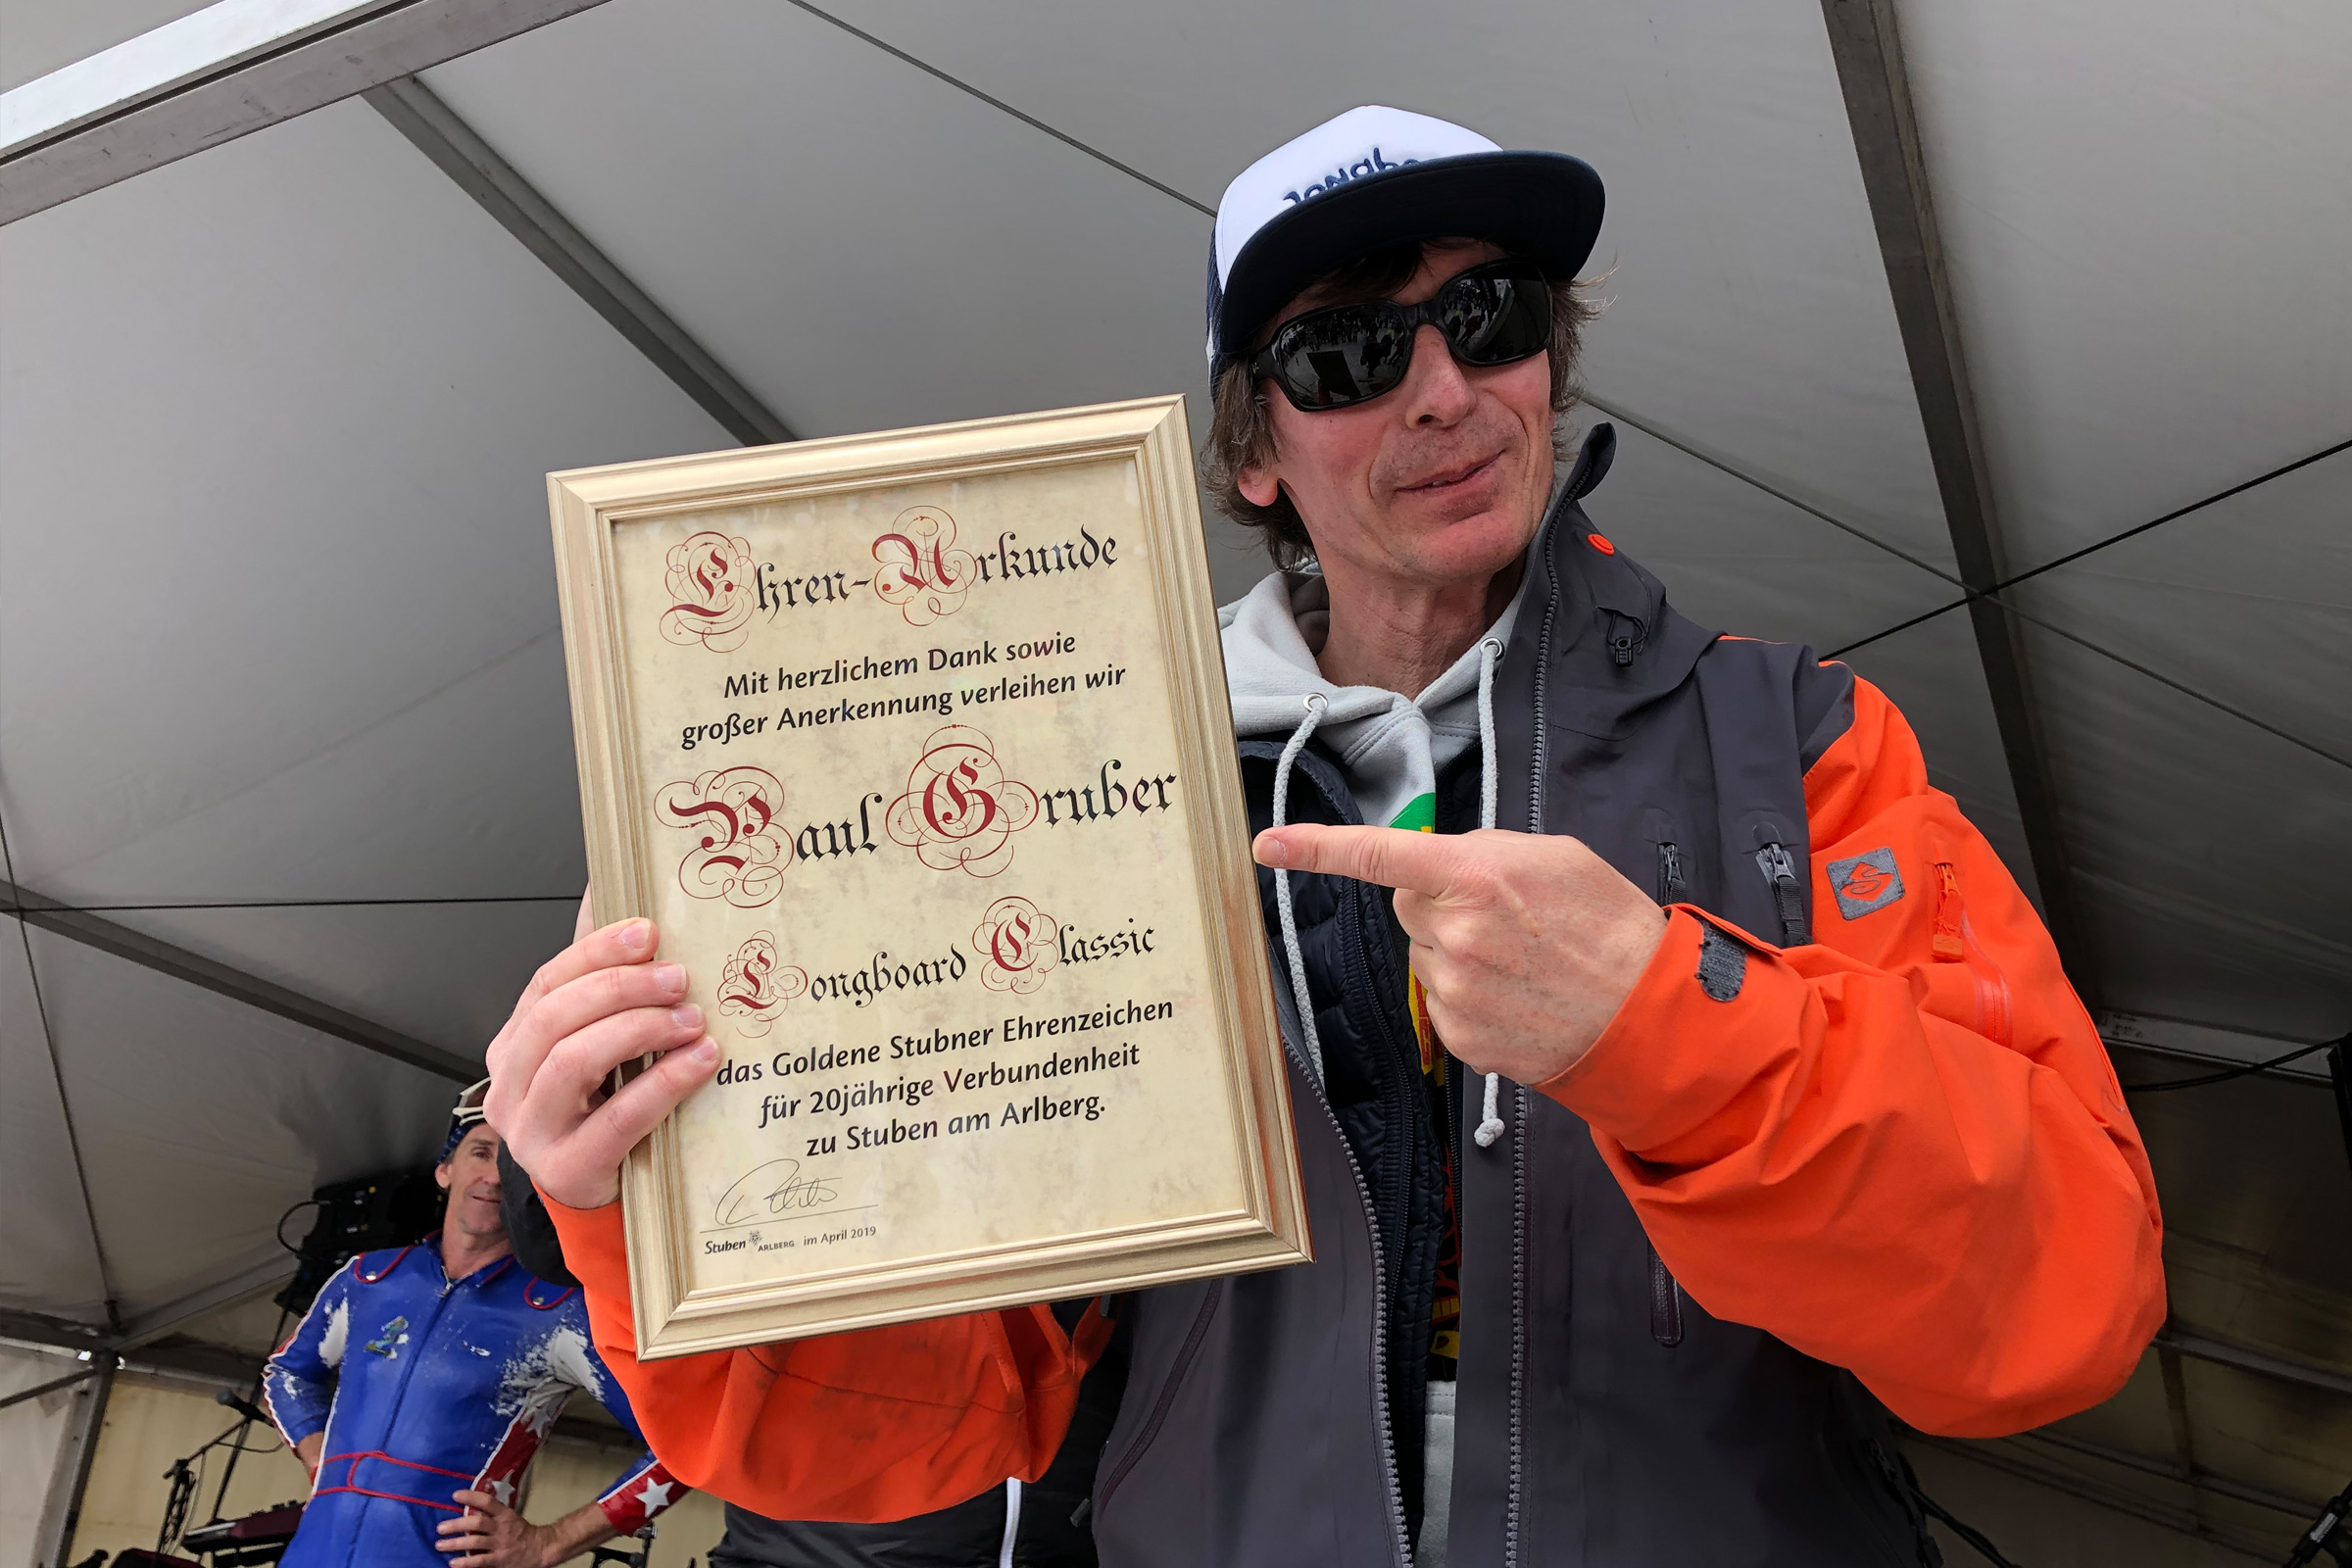 Ehren-Urkunde
Mit herzlichem Dank sowie
großer Anerkennung verleihen wir
Paul Gruber
Longboard Classic
das Goldene Stubner Ehrenzeichen
für 20jährige Verbundenheit
zu Stuben am Arlberg.
Stuben ARLBERG im April 2019